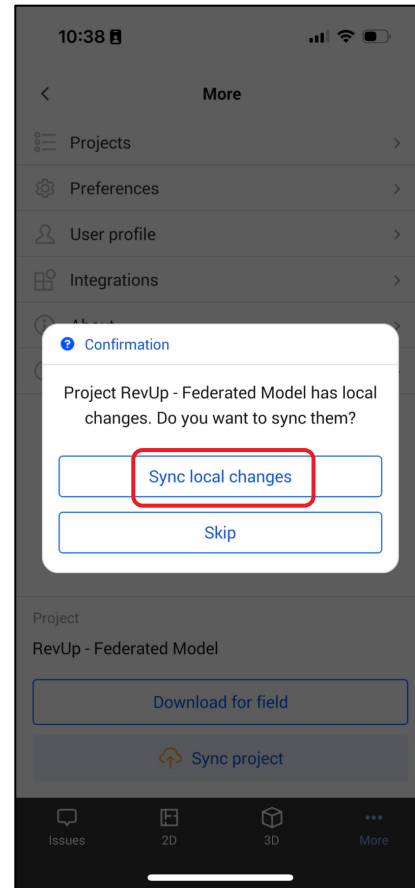 10:38
More
Projects
Preferences
User profile
Integrations
About
Confirmation
Project RevUp - Federated Model has local
changes. Do you want to sync them?
Sync local changes
Skip
Project
RevUp - Federated Model
Download for field
Sync project
Issues
2D
3D
More